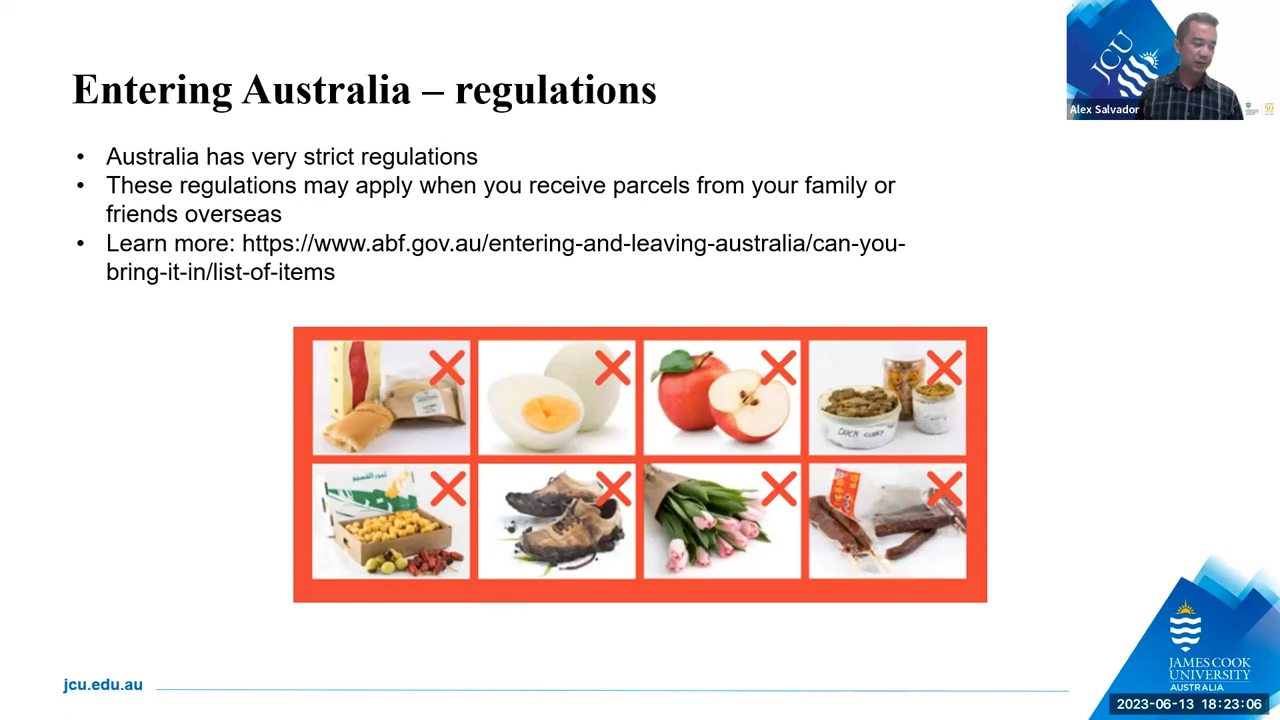 Entering Australia – regulations
• Australia has very strict regulations
• These regulations may apply when you receive parcels from your family or
friends overseas
• Learn more: https://www.abf.gov.au/entering-and-leaving-australia/can-you-
bring-it-in/list-of-items
JCU
Alex Salvador
DUCK CURRY
تمور القصيم
jcu.edu.au
JAMES COOK
UNIVERSITY
AUSTRALIA
2023-06-13 18:23:06